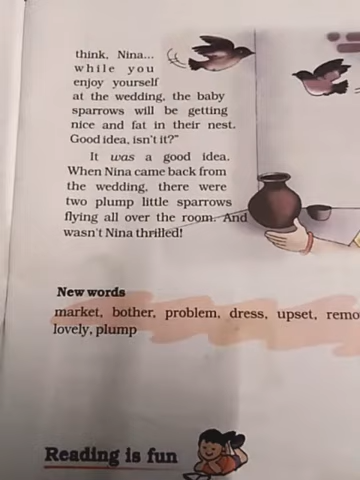 think, Nina...
while you
enjoy yourself
at the wedding, the baby
sparrows will be getting
nice and fat in their nest.
Good idea, isn't it?"
It was a good idea.
When Nina came back from
the wedding, there were
two plump little sparrows
flying all over the room. And
wasn't Nina thrilled!
New words
market, bother, problem, dress, upset,
lovely, plump
Reading is fun